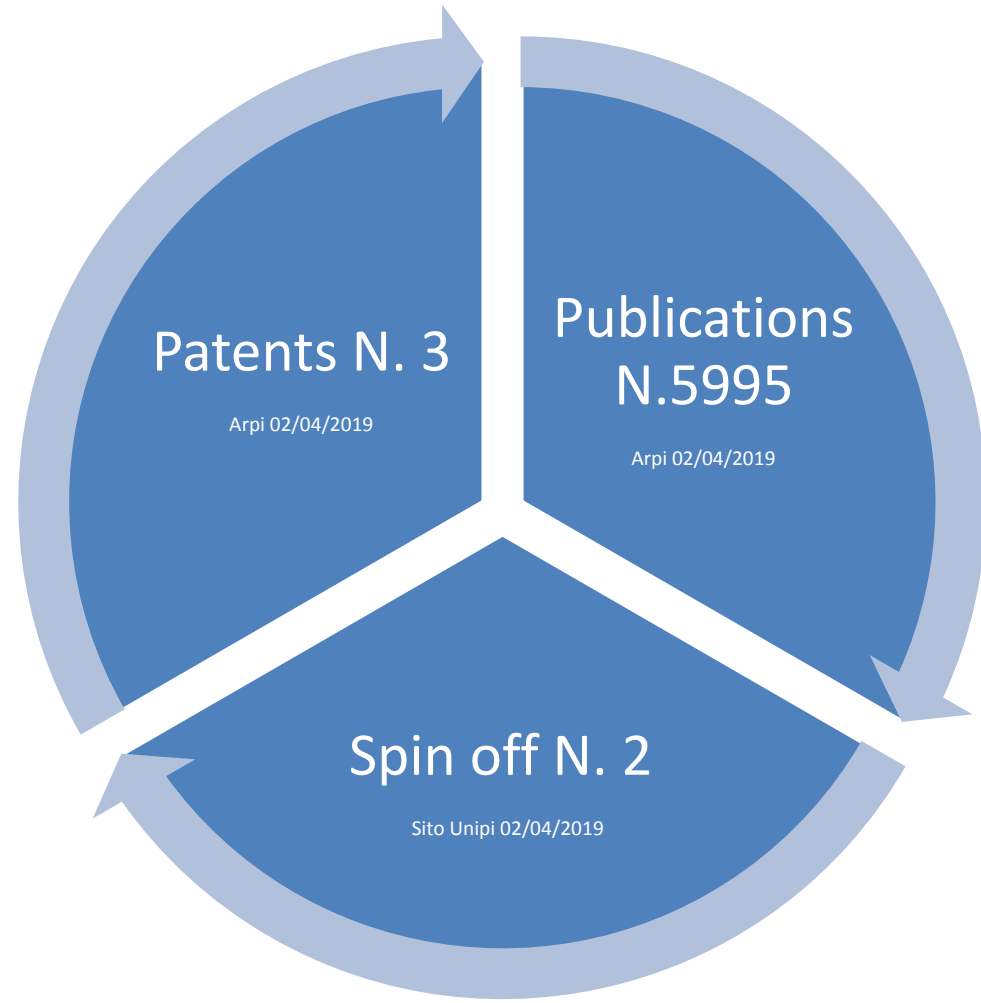 Patents N. 3
Arpi 02/04/2019
Publications
N.5995
Arpi 02/04/2019
Spin off N. 2
Sito Unipi 02/04/2019